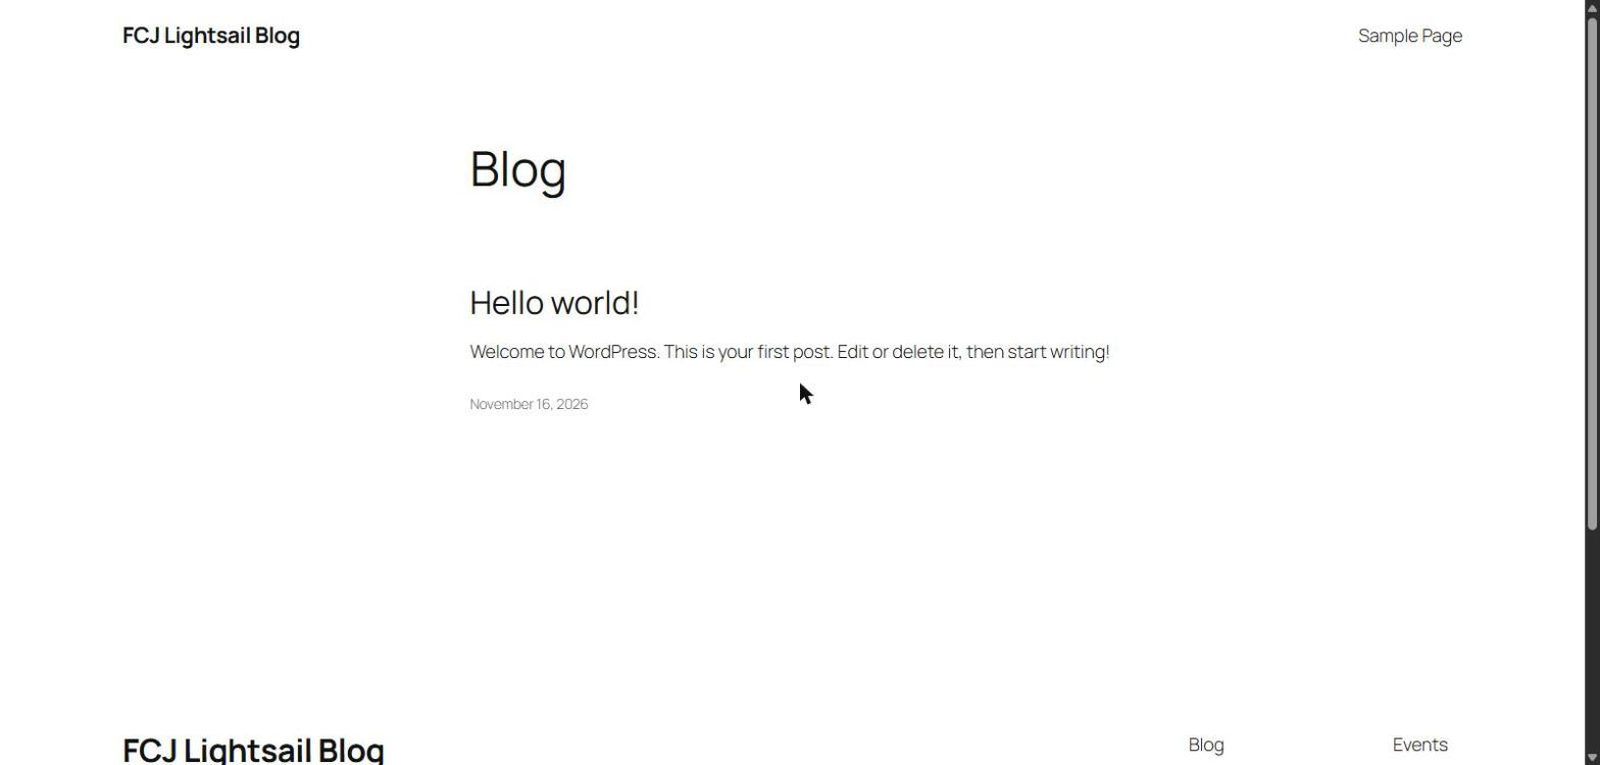 FCJ Lightsail Blog
Sample Page
Blog
Hello world!
Welcome to WordPress. This is your first post. Edit or delete it, then start writing!
November 16, 2026
FCJ Lightsail Blog
Blog
Events